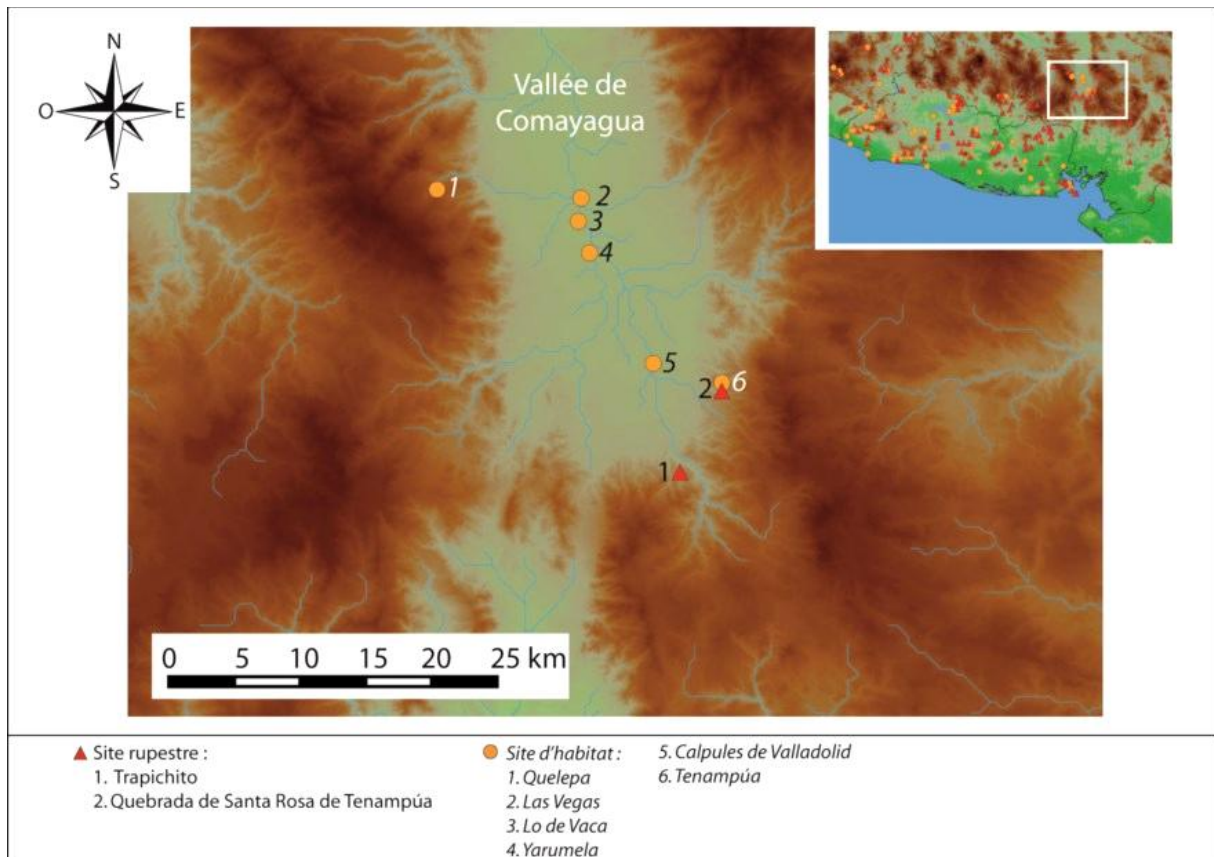 N
O E
S
Vallée de
Comayagua
1
2
3
4
5
2 6
1
0 5 10 15 20 25 km
Site rupestre :
1. Trapichito
2. Quebrada de Santa Rosa de Tenampúa
Site d'habitat :
1. Quelepa
2. Las Vegas
3. Lo de Vaca
4. Yarumela
5. Calpules de Valladolid
6. Tenampúa